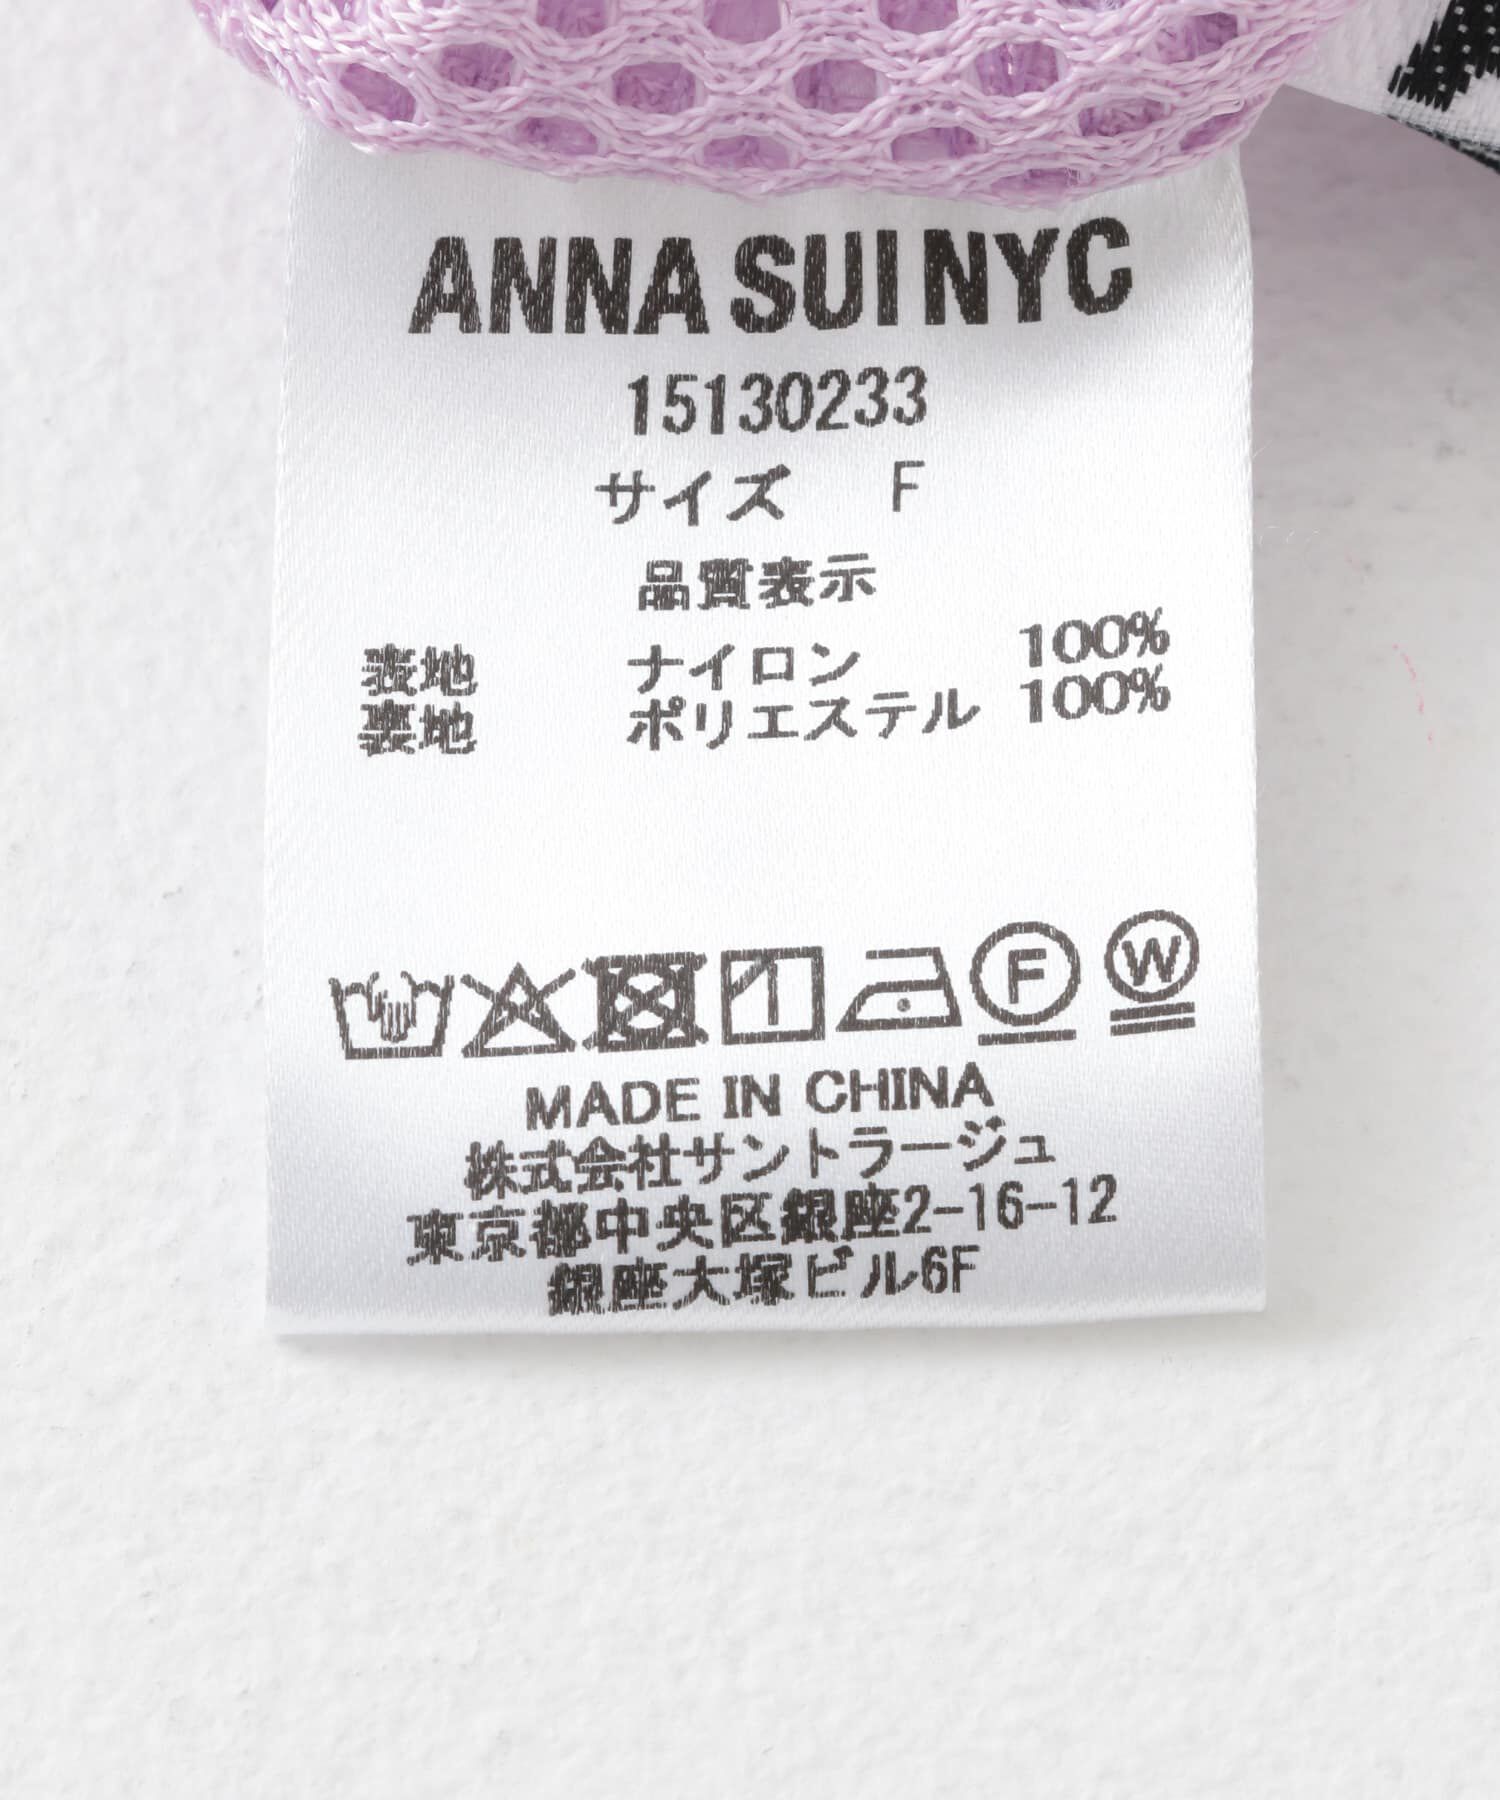 ANNA SUI NYC
15130233
サイズ F
品質表示
表地 ナイロン 100%
裏地 ポリエステル 100%
F W
MADE IN CHINA
株式会社サントラージュ
東京都中央区銀座2-16-12
銀座大塚ビル6F